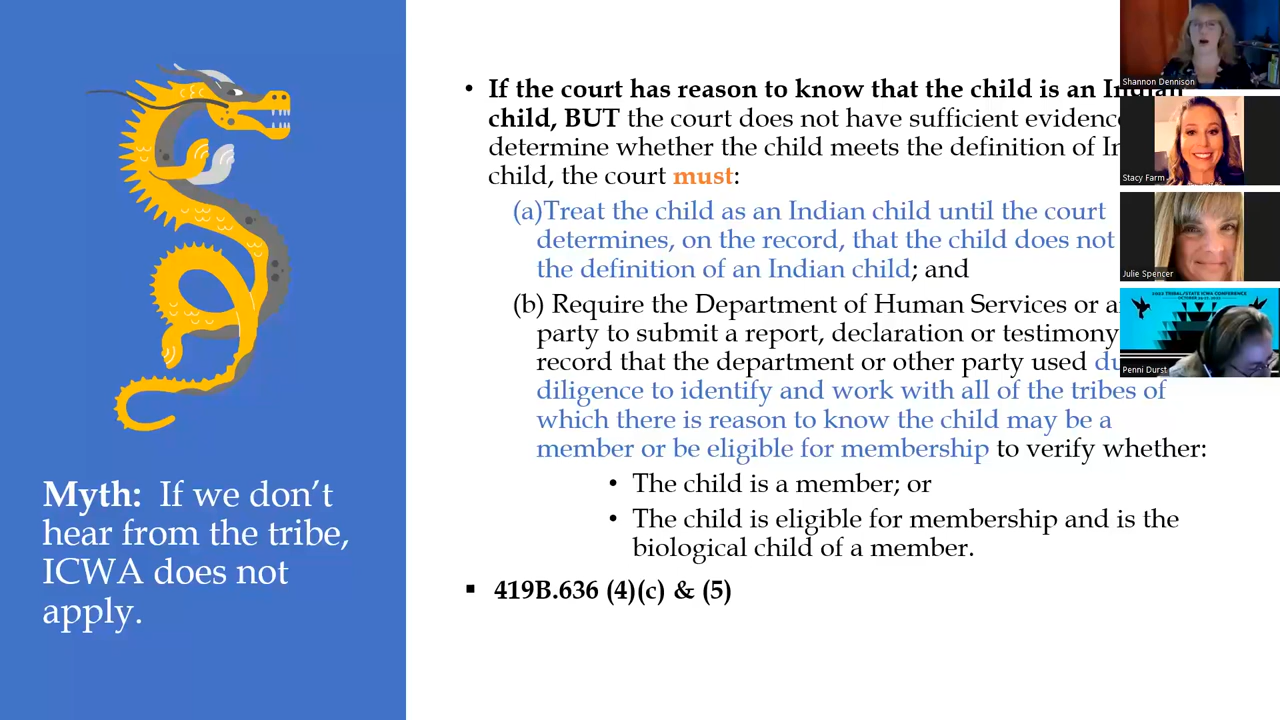 Myth: If we don't
hear from the tribe,
ICWA does not
apply.
• If the court has reason to know that the child is an Indian
child, BUT the court does not have sufficient evidence
determine whether the child meets the definition of
child, the court must:
(a)Treat the child as an Indian child until the court
determines, on the record, that the child does not
the definition of an Indian child; and
(b) Require the Department of Human Services or
party to submit a report, declaration or testimony
record that the department or other party used
diligence to identify and work with all of the tribes of
which there is reason to know the child may be a
member or be eligible for membership to verify whether:
• The child is a member; or
• The child is eligible for membership and is the
biological child of a member.
▪ 419B.636 (4)(c) & (5)
Shannon Dennison
Stacy Farm
Julie Spencer
2022 TRIBAL/STATE ICWA CONFERENCE
Penni Durst